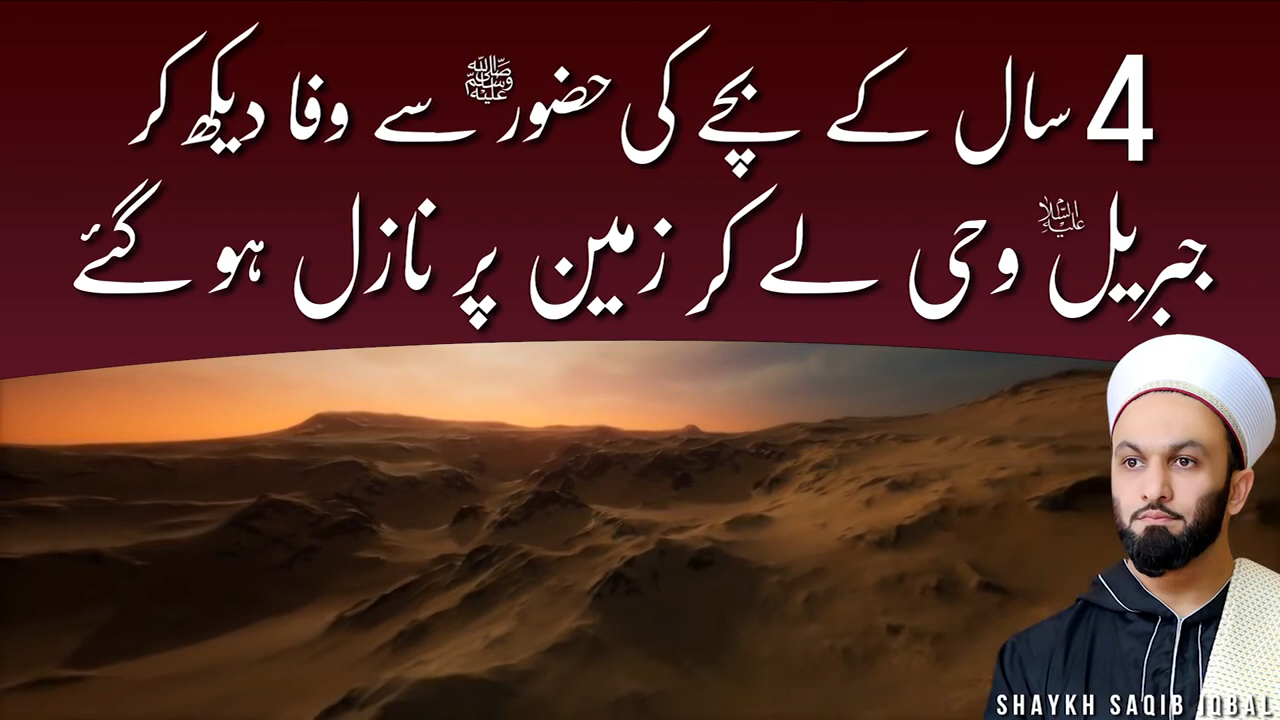 4 سال کے بچے کی حضور ﷺ سے وفا دیکھ کر
جبریل علیہ السلام وحی لے کر زمین پر نازل ہو گئے
SHAYKH SAQIB IQBAL